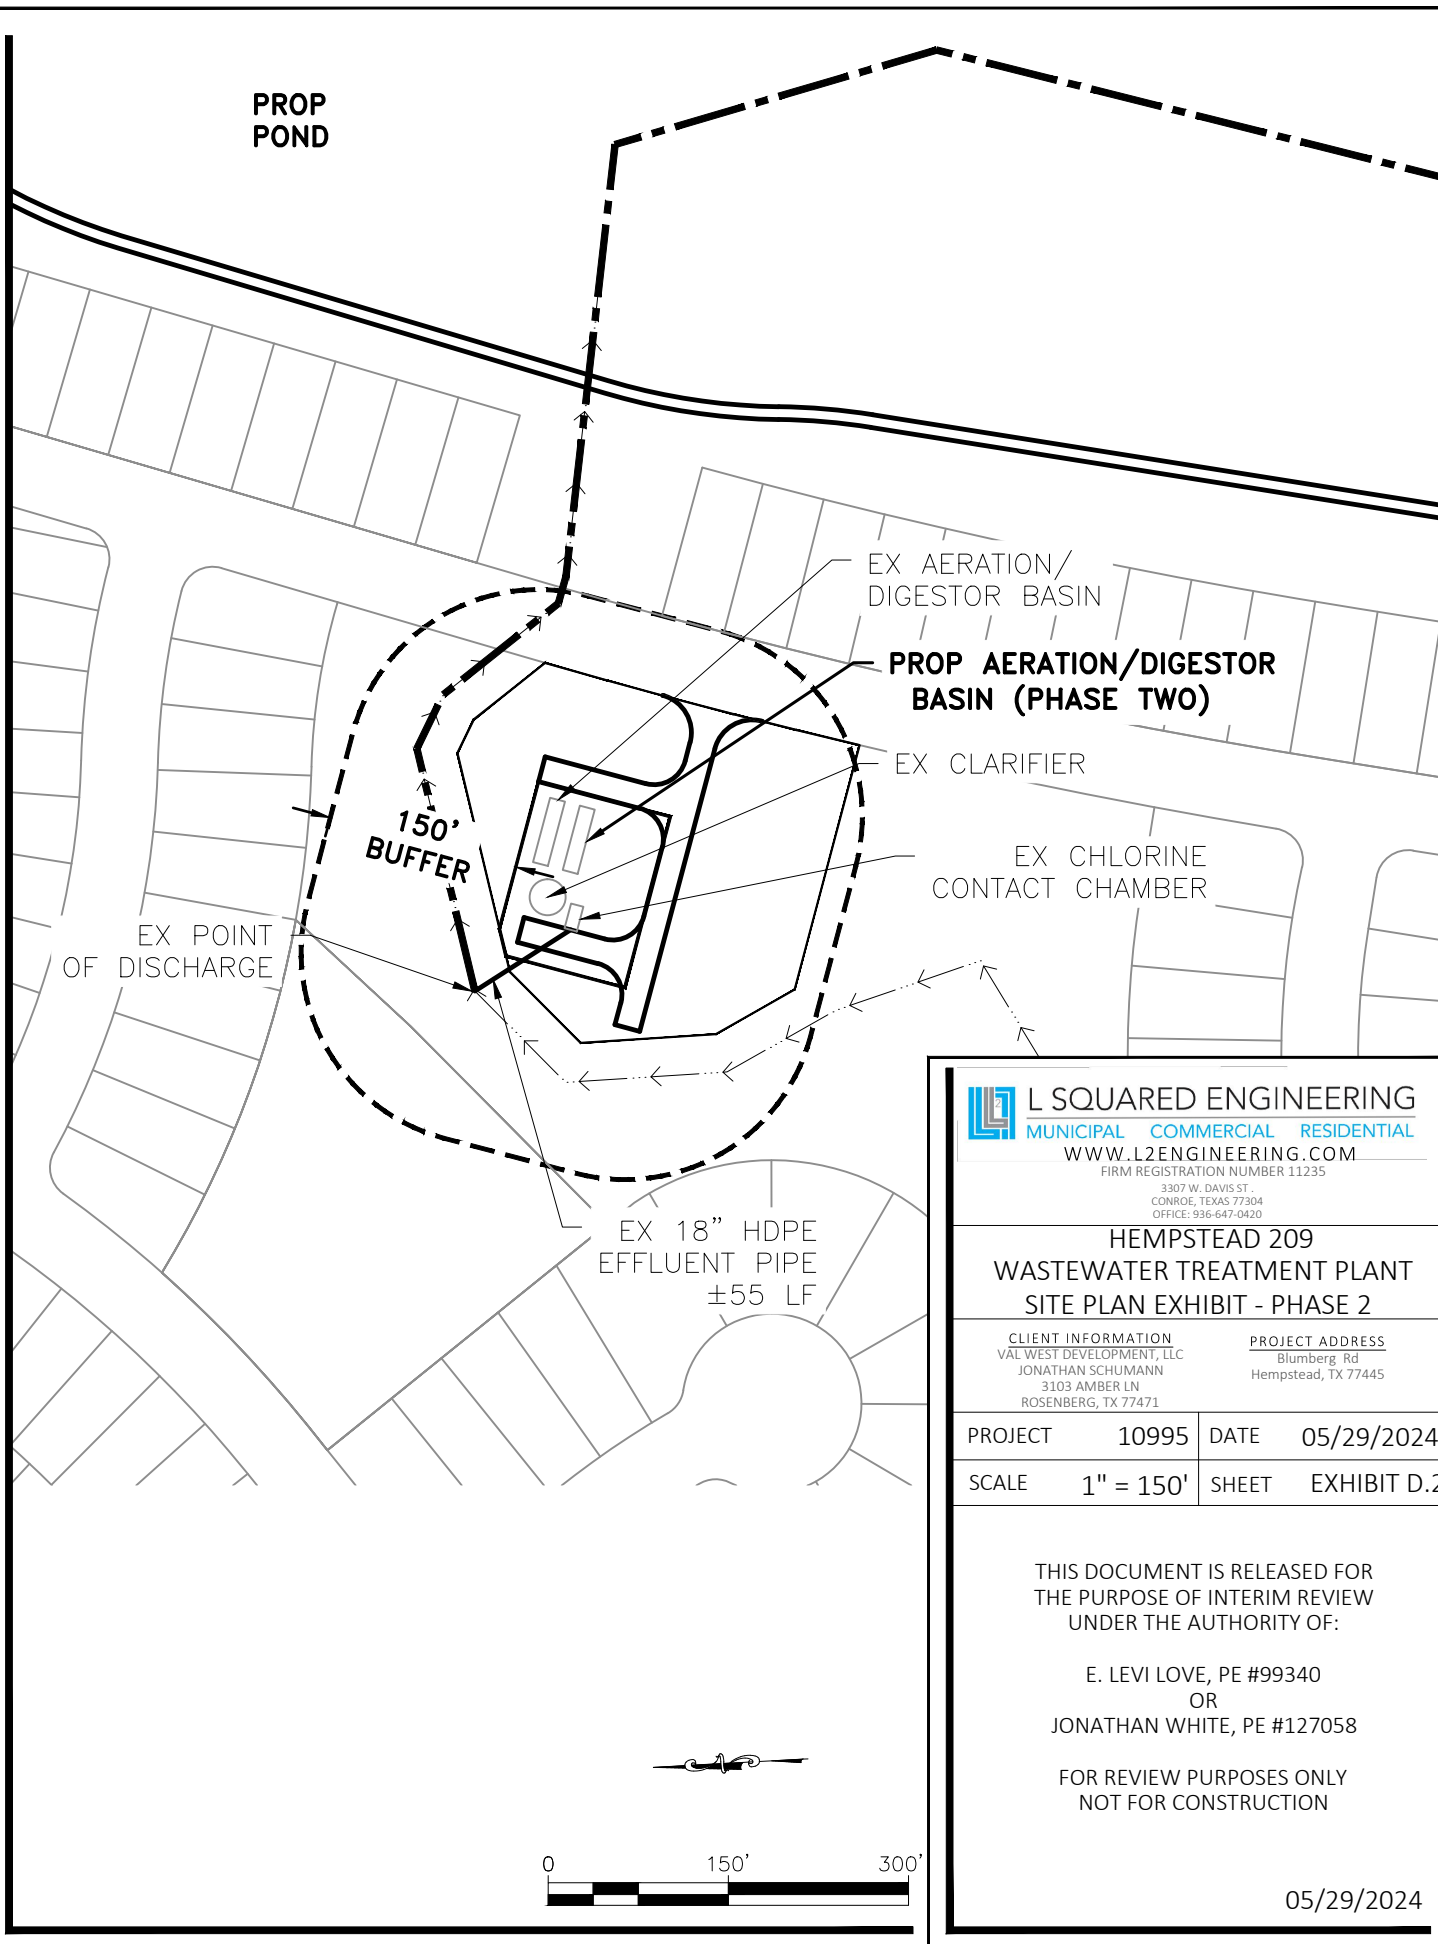 PROP
POND
EX AERATION/
DIGESTOR BASIN
PROP AERATION/DIGESTOR
BASIN (PHASE TWO)
EX CLARIFIER
150'
BUFFER
EX CHLORINE
CONTACT CHAMBER
EX POINT
OF DISCHARGE
EX 18" HDPE
EFFLUENT PIPE
±55 LF
0 150' 300'
L SQUARED ENGINEERING
MUNICIPAL COMMERCIAL RESIDENTIAL
WWW.L2ENGINEERING.COM
FIRM REGISTRATION NUMBER 11235
3307 W. DAVIS ST .
CONROE, TEXAS 77304
OFFICE: 936-647-0420
HEMPSTEAD 209
WASTEWATER TREATMENT PLANT
SITE PLAN EXHIBIT - PHASE 2
CLIENT INFORMATION
VAL WEST DEVELOPMENT, LLC
JONATHAN SCHUMANN
3103 AMBER LN
ROSENBERG, TX 77471
PROJECT ADDRESS
Blumberg Rd
Hempstead, TX 77445
PROJECT 10995 DATE 05/29/2024
SCALE 1" = 150' SHEET EXHIBIT D.2
THIS DOCUMENT IS RELEASED FOR
THE PURPOSE OF INTERIM REVIEW
UNDER THE AUTHORITY OF:
E. LEVI LOVE, PE #99340
OR
JONATHAN WHITE, PE #127058
FOR REVIEW PURPOSES ONLY
NOT FOR CONSTRUCTION
05/29/2024